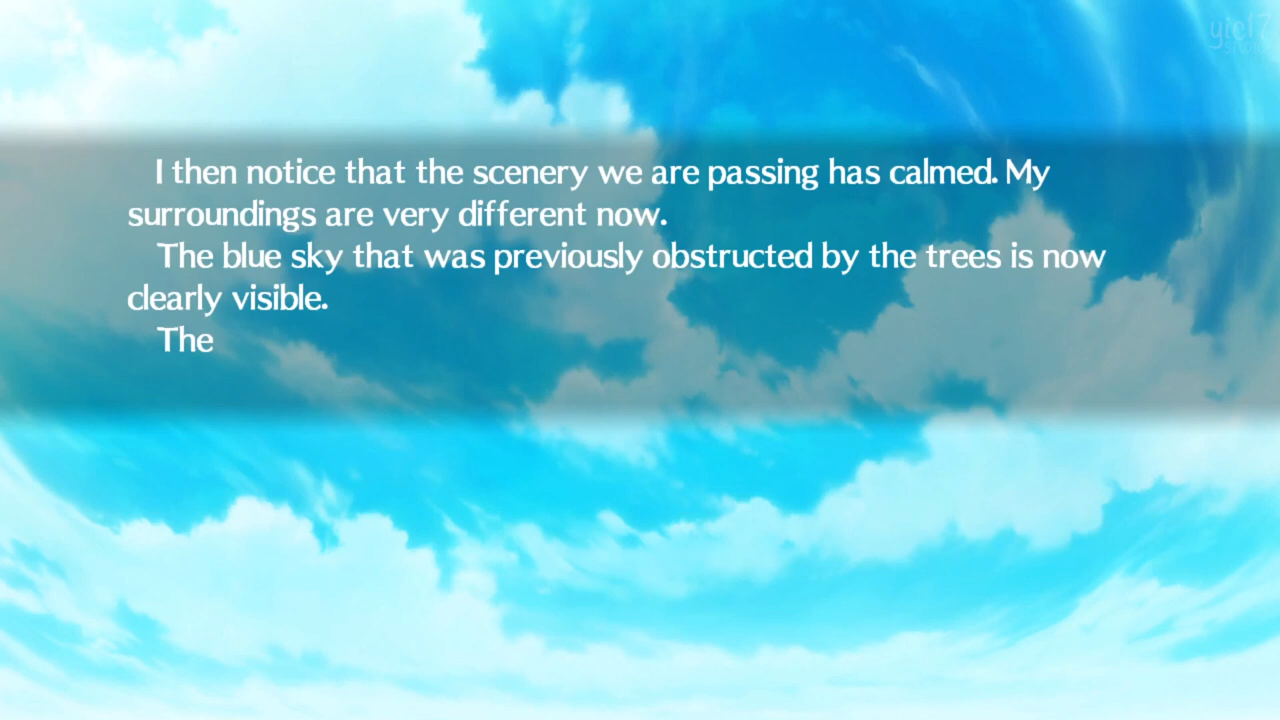 I then notice that the scenery we are passing has calmed. My
surroundings are very different now.
The blue sky that was previously obstructed by the trees is now
clearly visible.
The